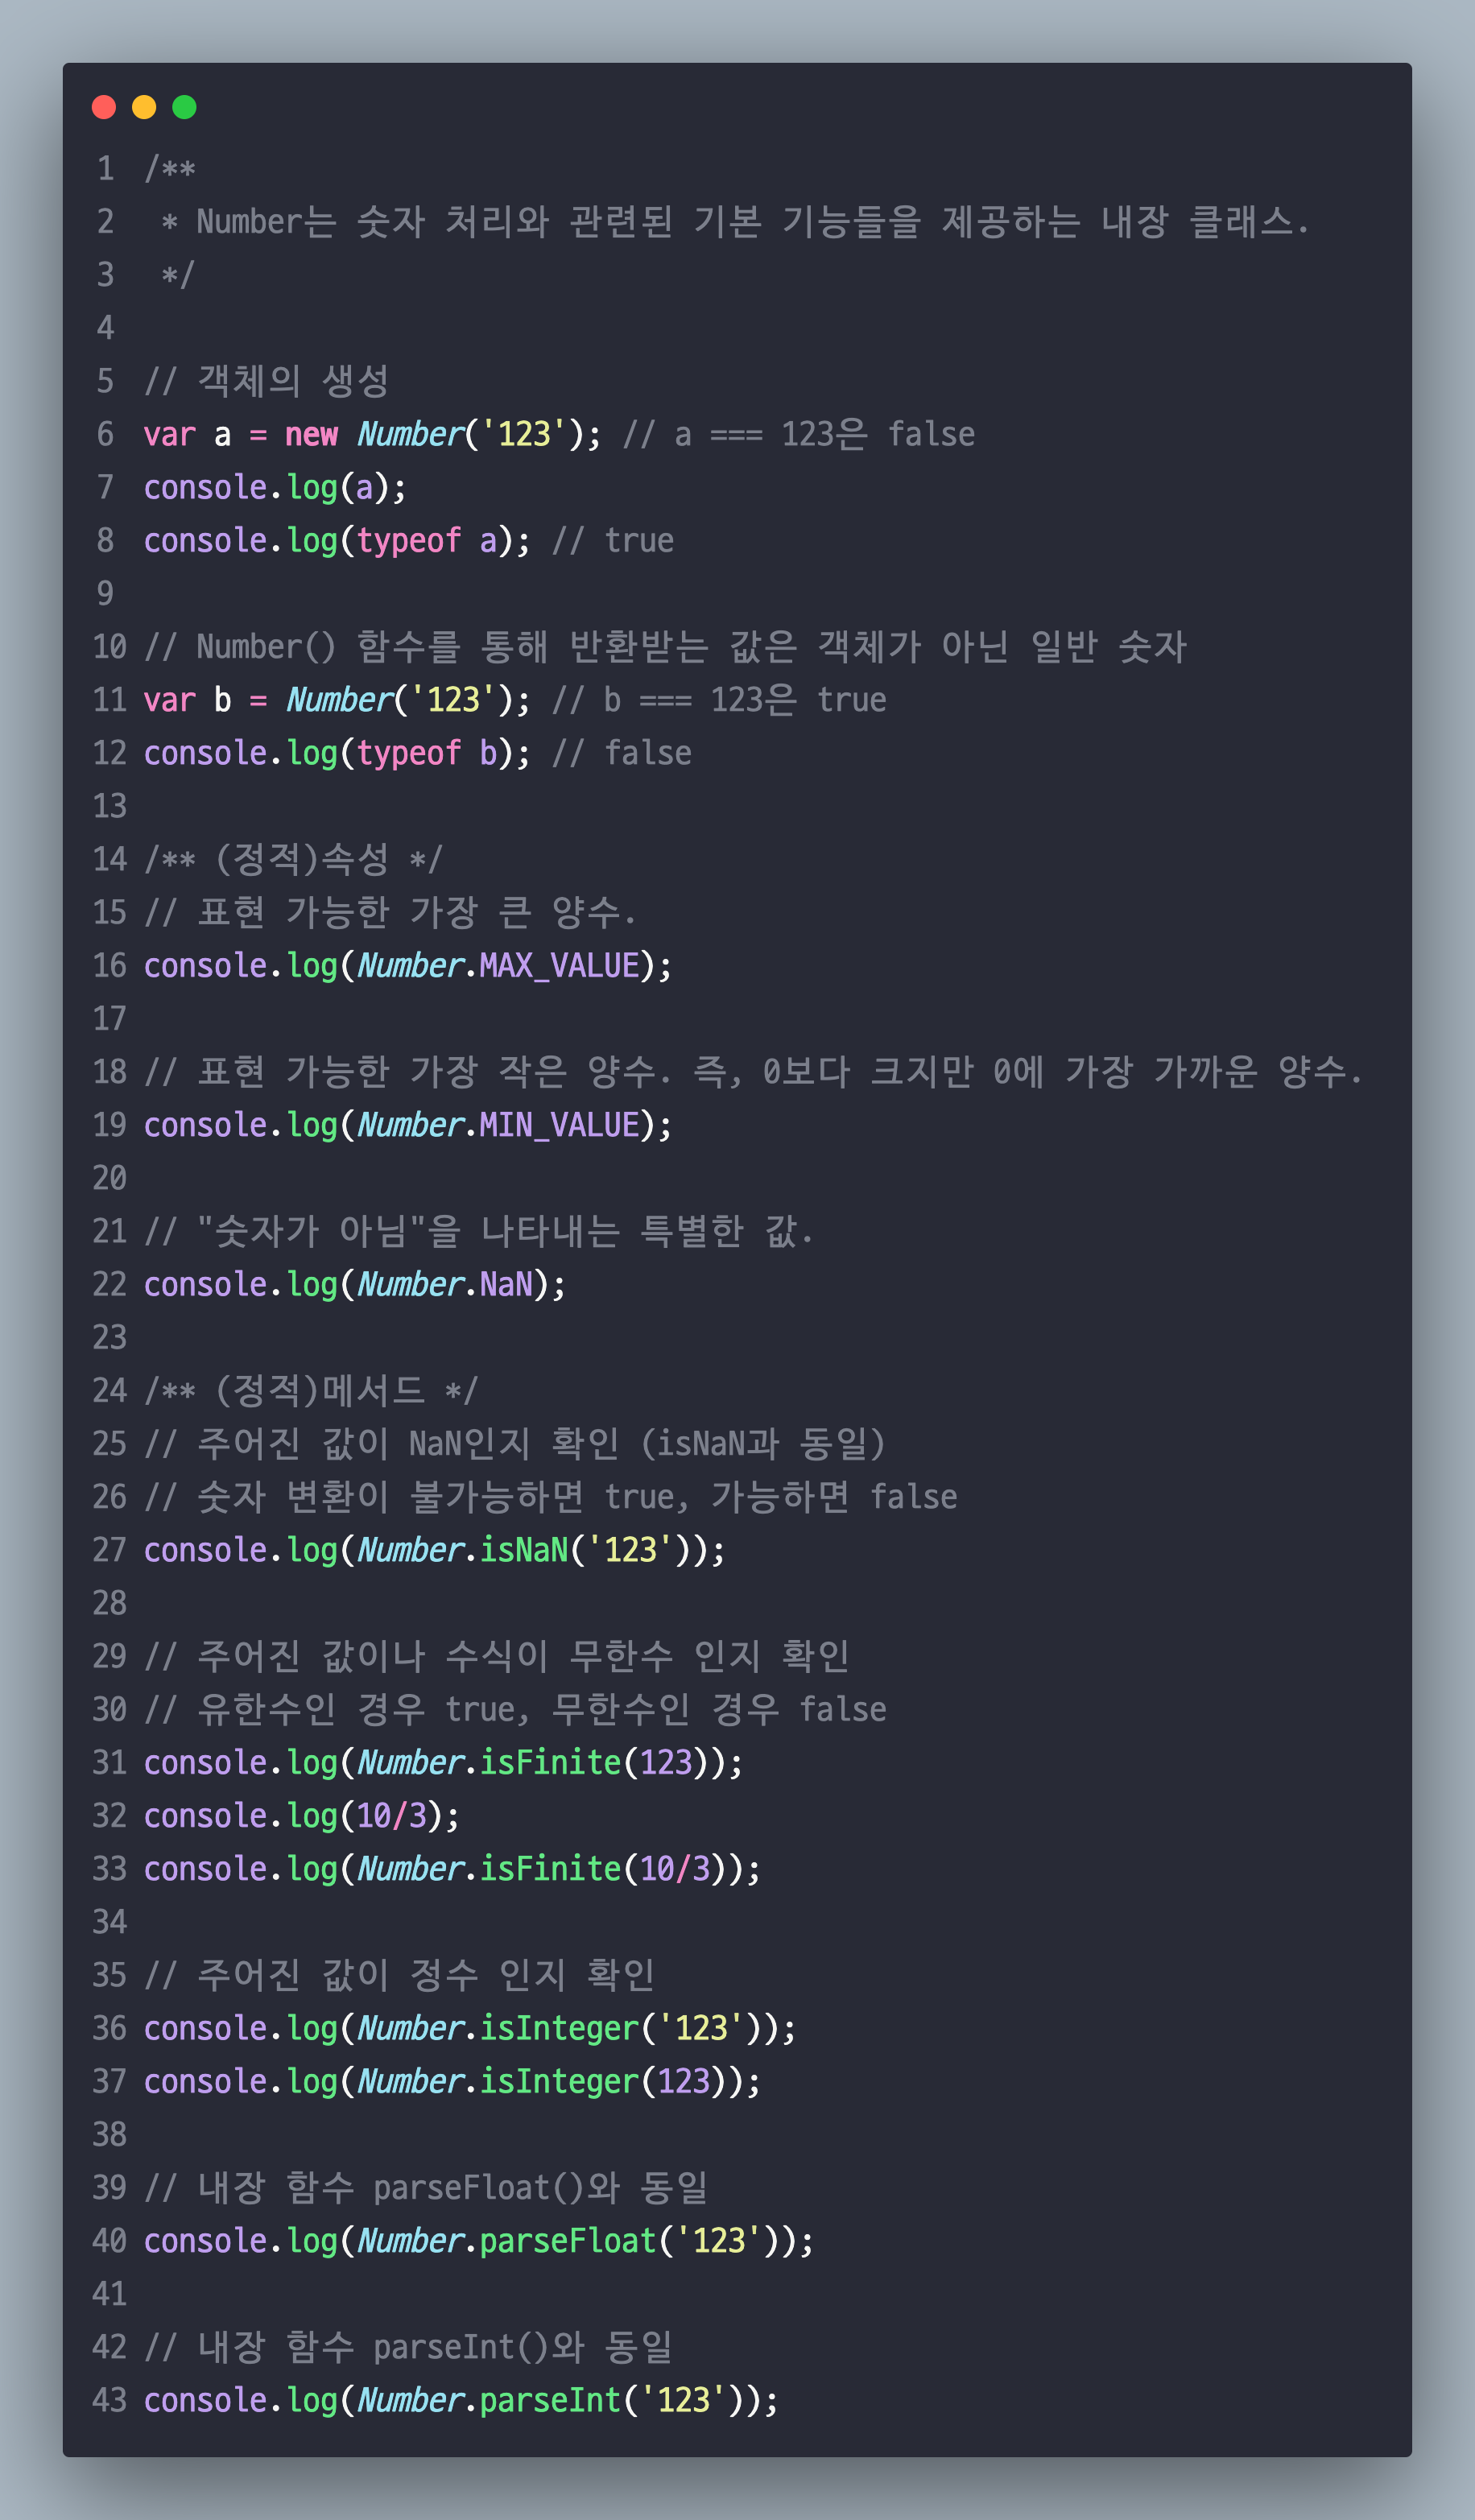 1 /**
2  * Number는 숫자 처리와 관련된 기본 기능들을 제공하는 내장 클래스.
3  */
4
5 // 객체의 생성
6 var a = new Number('123'); // a === 123은 false
7 console.log(a);
8 console.log(typeof a); // true
9
10 // Number() 함수를 통해 반환받는 값은 객체가 아닌 일반 숫자
11 var b = Number('123'); // b === 123은 true
12 console.log(typeof b); // false
13
14 /** (정적)속성 */
15 // 표현 가능한 가장 큰 양수.
16 console.log(Number.MAX_VALUE);
17
18 // 표현 가능한 가장 작은 양수. 즉, 0보다 크지만 0에 가장 가까운 양수.
19 console.log(Number.MIN_VALUE);
20
21 // "숫자가 아님"을 나타내는 특별한 값.
22 console.log(Number.NaN);
23
24 /** (정적)메서드 */
25 // 주어진 값이 NaN인지 확인 (isNaN과 동일)
26 // 숫자 변환이 불가능하면 true, 가능하면 false
27 console.log(Number.isNaN('123'));
28
29 // 주어진 값이나 수식이 무한수 인지 확인
30 // 유한수인 경우 true, 무한수인 경우 false
31 console.log(Number.isFinite(123));
32 console.log(10/3);
33 console.log(Number.isFinite(10/3));
34
35 // 주어진 값이 정수 인지 확인
36 console.log(Number.isInteger('123'));
37 console.log(Number.isInteger(123));
38
39 // 내장 함수 parseFloat()와 동일
40 console.log(Number.parseFloat('123'));
41
42 // 내장 함수 parseInt()와 동일
43 console.log(Number.parseInt('123'));